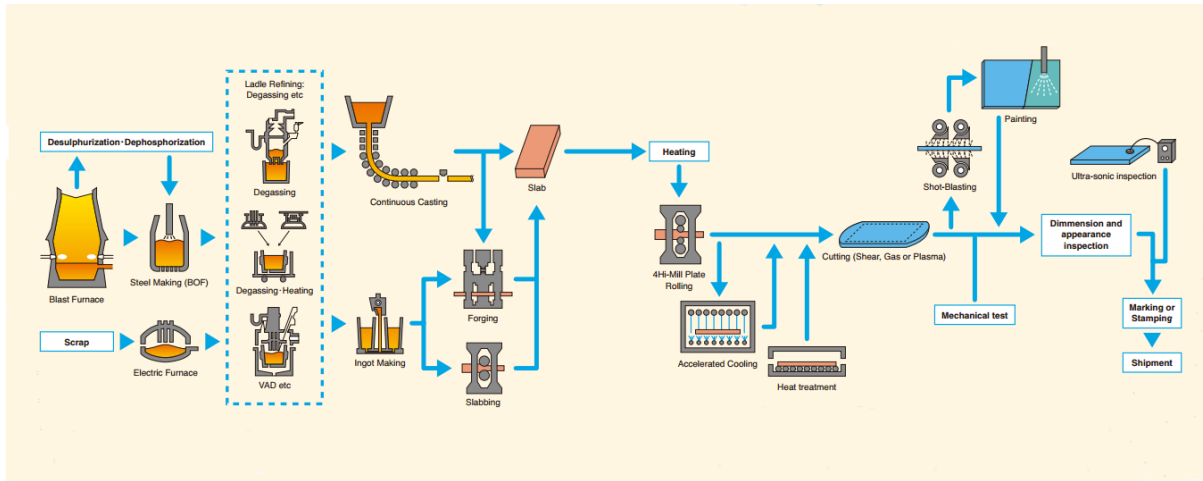 Desulphurization·Dephosphorization
Blast Furnace
Steel Making (BOF)
Scrap
Electric Furnace
Ladle Refining:
Degassing etc
Degassing
Degassing·Heating
VAD etc
Continuous Casting
Ingot Making
Forging
Slabbing
Slab
Heating
4Hi-Mill Plate
Rolling
Accelerated Cooling
Heat treatment
Cutting (Shear, Gas or Plasma)
Shot-Blasting
Painting
Mechanical test
Dimmension and
appearance
inspection
Ultra-sonic inspection
Marking or
Stamping
Shipment